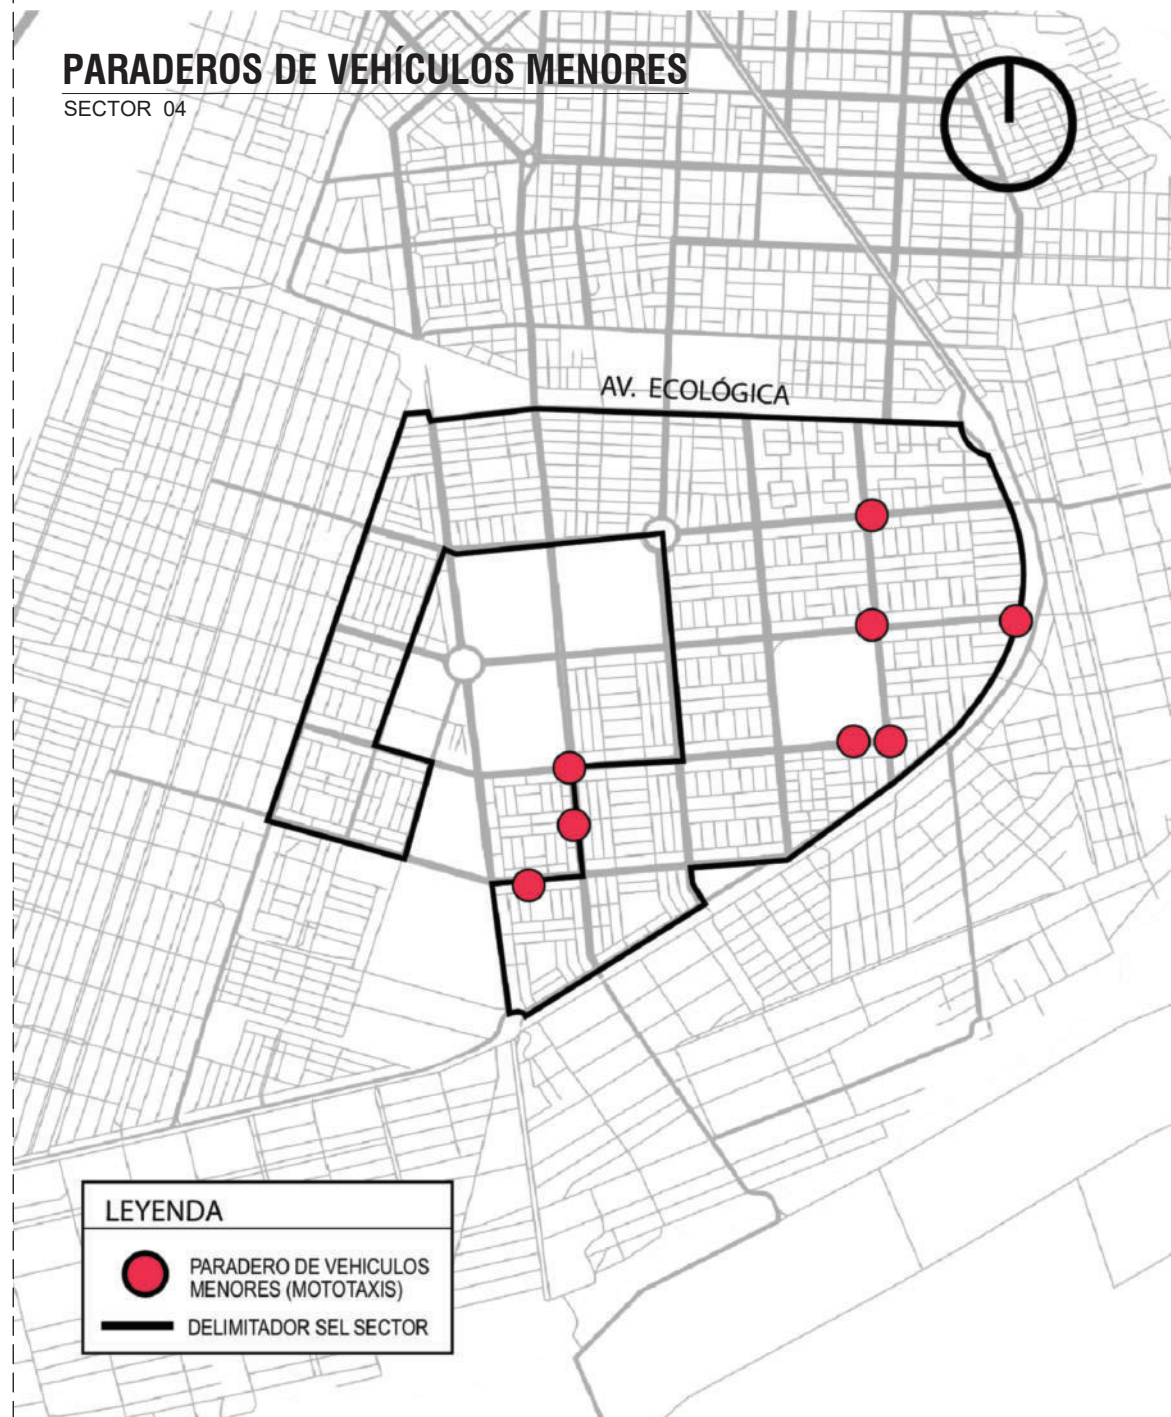 PARADEROS DE VEHÍCULOS MENORES
SECTOR 04
AV. ECOLÓGICA
LEYENDA
PARADERO DE VEHICULOS
MENORES (MOTOTAXIS)
DELIMITADOR SEL SECTOR